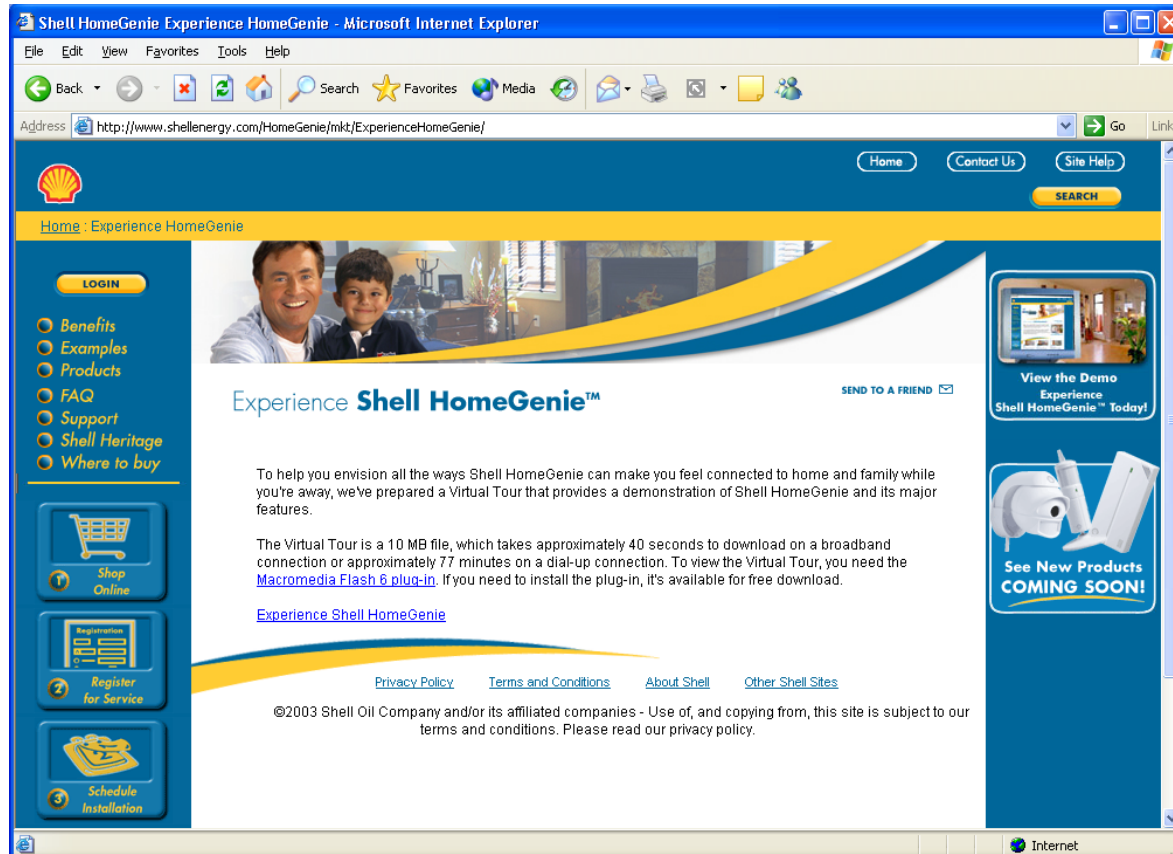 Shell HomeGenie Experience HomeGenie - Microsoft Internet Explorer
File Edit View Favorites Tools Help
Back Search Favorites Media
Address http://www.shellenergy.com/HomeGenie/mkt/ExperienceHomeGenie/ Go Link
Home Contact Us Site Help
SEARCH
Home : Experience HomeGenie
LOGIN
Benefits
Examples
Products
FAQ
Support
Shell Heritage
Where to buy
1 Shop
Online
Registration
2 Register
for Service
3 Schedule
Installation
Experience Shell HomeGenie™
SEND TO A FRIEND
To help you envision all the ways Shell HomeGenie can make you feel connected to home and family while
you're away, we've prepared a Virtual Tour that provides a demonstration of Shell HomeGenie and its major
features.
The Virtual Tour is a 10 MB file, which takes approximately 40 seconds to download on a broadband
connection or approximately 77 minutes on a dial-up connection. To view the Virtual Tour, you need the
Macromedia Flash 6 plug-in. If you need to install the plug-in, it's available for free download.
Experience Shell HomeGenie
Privacy Policy Terms and Conditions About Shell Other Shell Sites
©2003 Shell Oil Company and/or its affiliated companies - Use of, and copying from, this site is subject to our
terms and conditions. Please read our privacy policy.
View the Demo
Experience
Shell HomeGenie™ Today!
See New Products
COMING SOON!
Internet